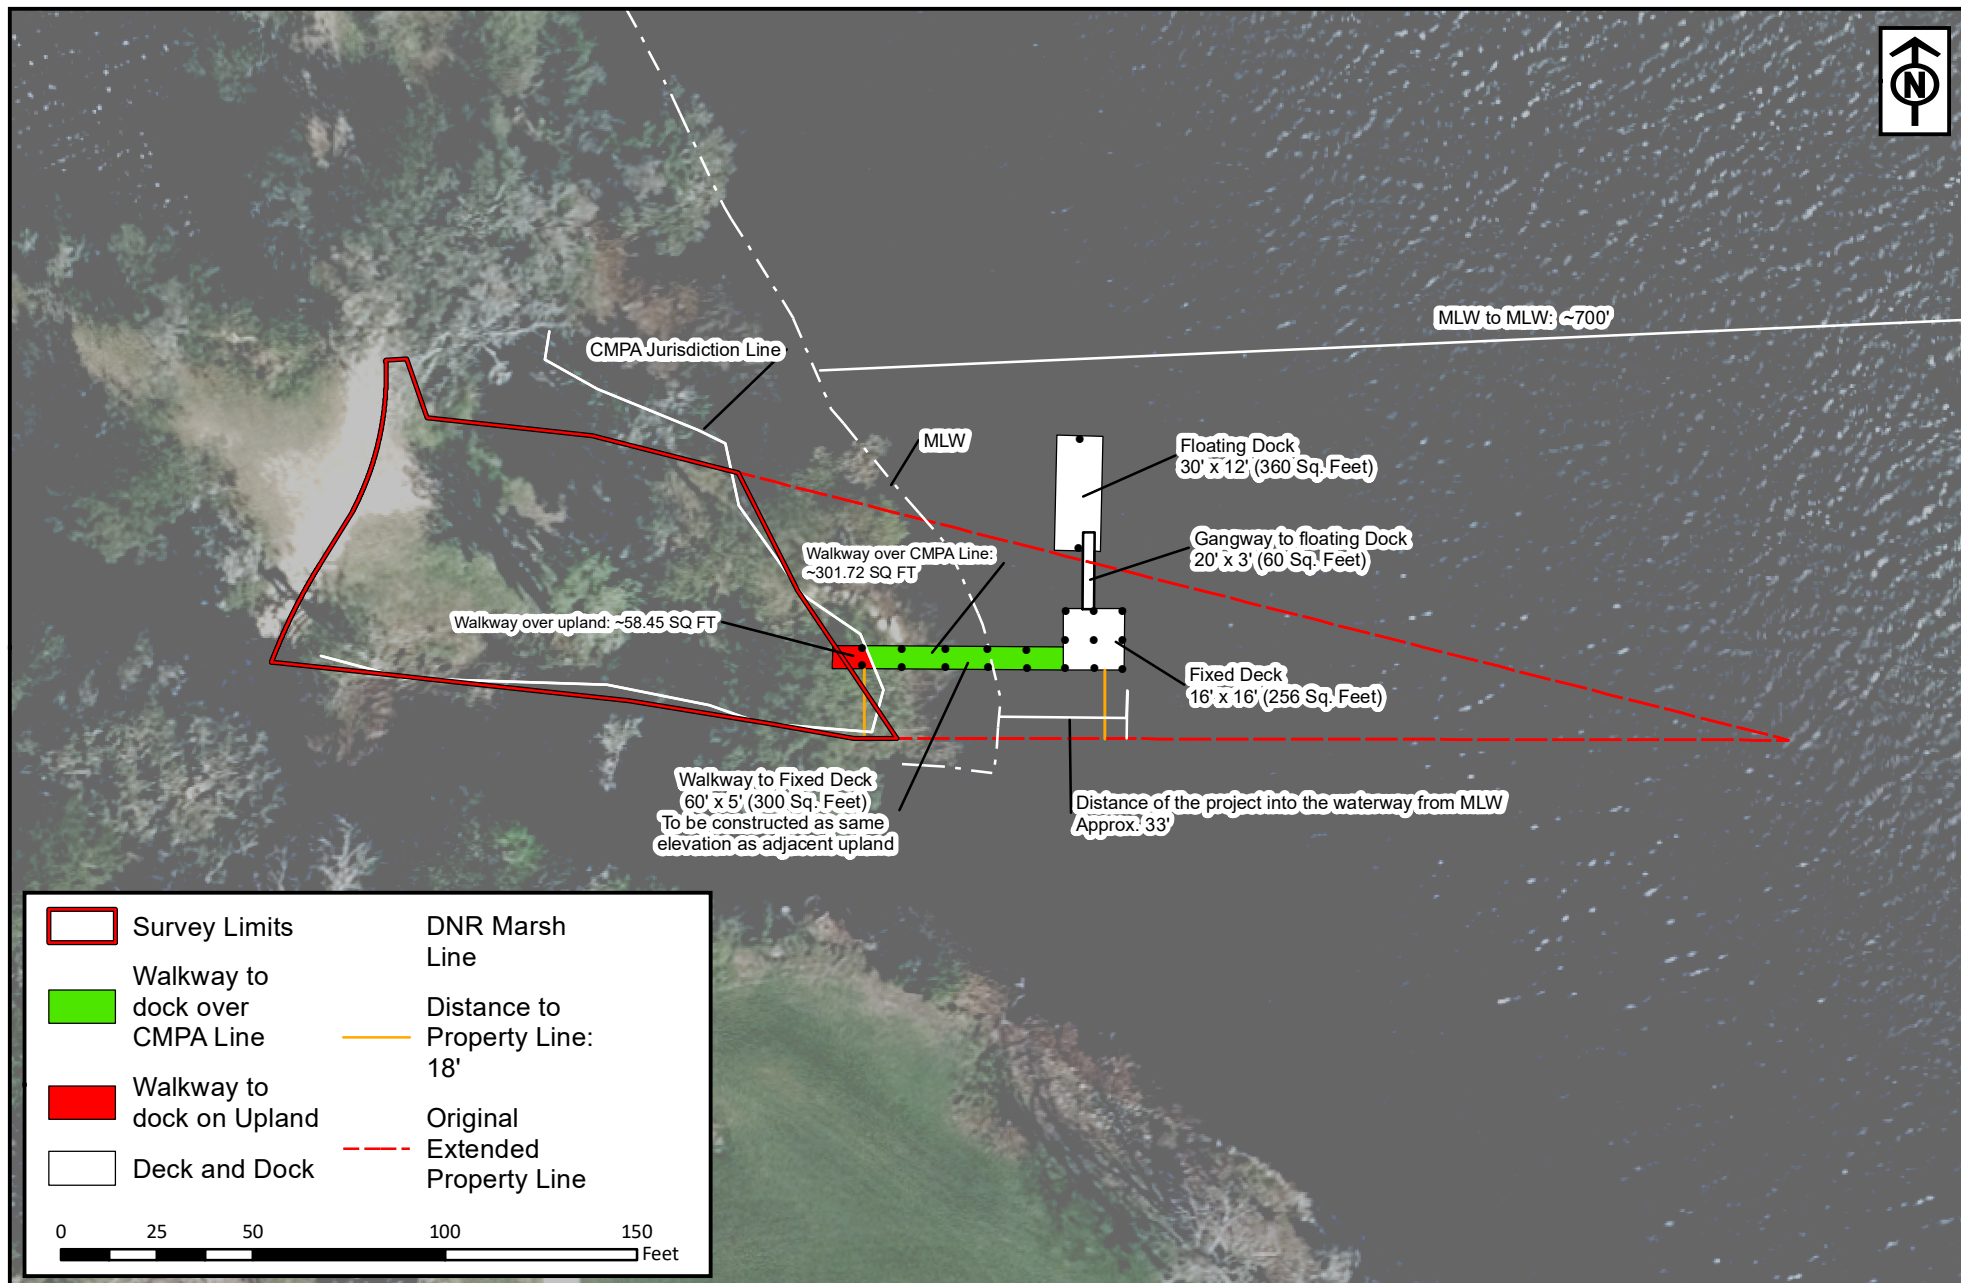 N
MLW to MLW: ~700'
CMPA Jurisdiction Line
MLW
Floating Dock
30' x 12' (360 Sq. Feet)
Gangway to floating Dock
20' x 3' (60 Sq. Feet)
Walkway over CMPA Line:
~301.72 SQ FT
Walkway over upland: ~58.45 SQ FT
Fixed Deck
16' x 16' (256 Sq. Feet)
Walkway to Fixed Deck
60' x 5' (300 Sq. Feet)
To be constructed as same
elevation as adjacent upland
Distance of the project into the waterway from MLW
Approx. 33'
Survey Limits
Walkway to
dock over
CMPA Line
Walkway to
dock on Upland
Deck and Dock
DNR Marsh
Line
Distance to
Property Line:
18'
Original
Extended
Property Line
0 25 50 100 150
Feet